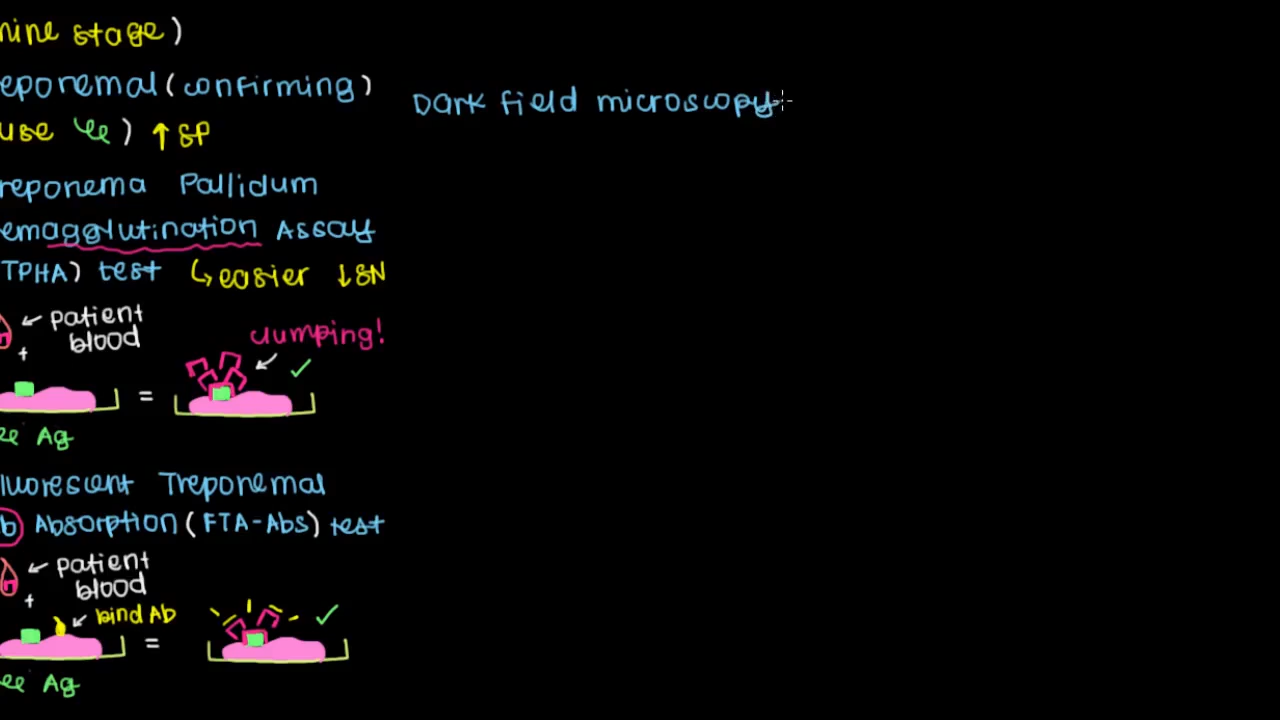 nine stage)
eponemal (confirming)
use ) ↑ SP
reponema Pallidum
emagglutination Assay
TPHA) test ↳ easier ↓SN
← patient
blood
+
clumping!
=
Ag
luorescent Treponemal
b Absorption (FTA-Abs) test
← patient
blood
+
bind Ab
=
Ag
Dark field microscopy